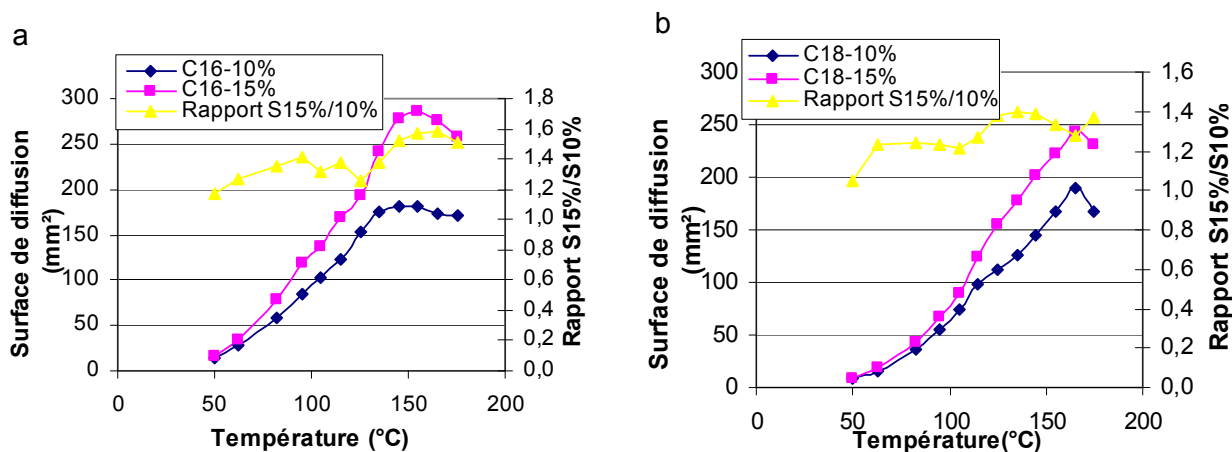 a
C16-10%
C16-15%
Rapport S15%/10%
Surface de diffusion
(mm²)
300
250
200
150
100
50
0
1,8
1,6
1,4
1,2
1,0
0,8
0,6
0,4
0,2
0,0
Rapport S15%/S10%
0 50 100 150 200
Température (°C)
b
C18-10%
C18-15%
Rapport S15%/10%
Surface de diffusion
(mm²)
300
250
200
150
100
50
0
1,6
1,4
1,2
1,0
0,8
0,6
0,4
0,2
0,0
Rapport S15%/S10%
0 50 100 150 200
Température(°C)